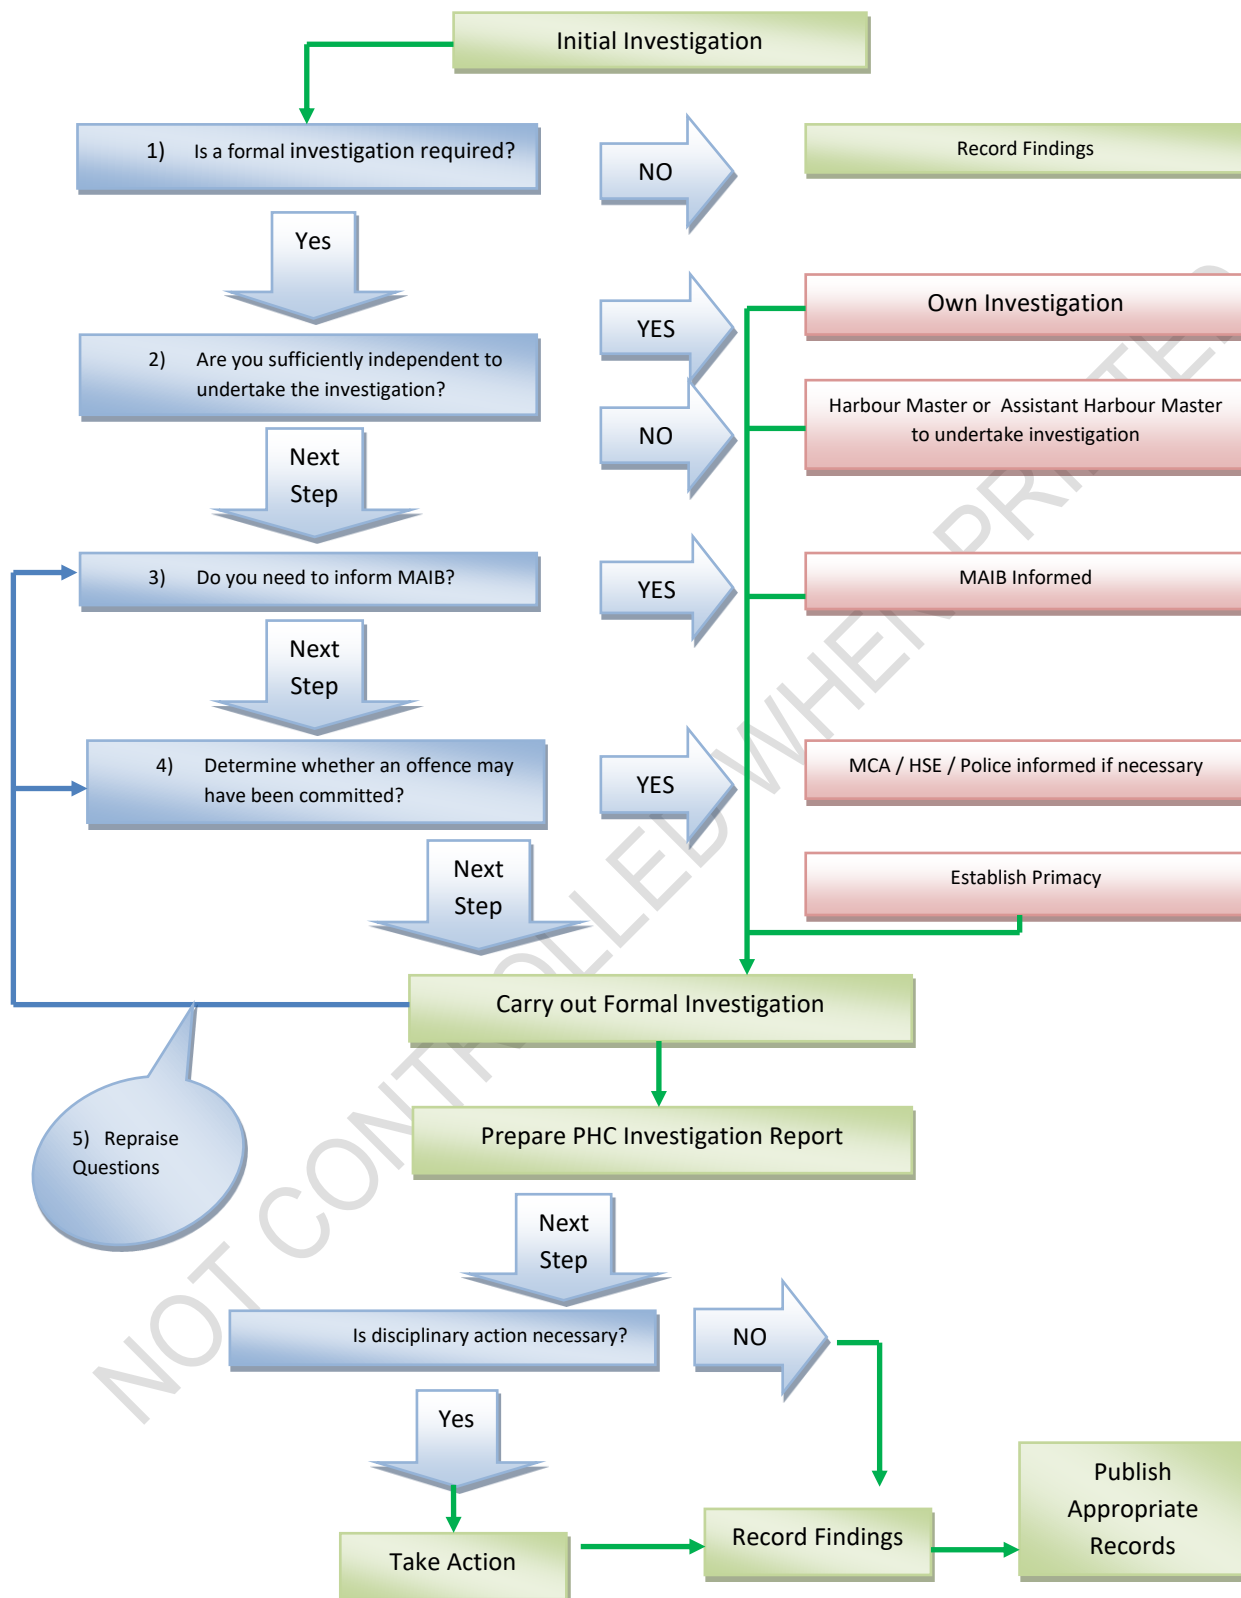 Initial Investigation
1) Is a formal investigation required?
NO
Record Findings
Yes
2) Are you sufficiently independent to
undertake the investigation?
YES
Own Investigation
NO
Harbour Master or Assistant Harbour Master
to undertake investigation
Next
Step
3) Do you need to inform MAIB?
YES
MAIB Informed
Next
Step
4) Determine whether an offence may
have been committed?
YES
MCA / HSE / Police informed if necessary
Next
Step
Establish Primacy
Carry out Formal Investigation
5) Repraise
Questions
Prepare PHC Investigation Report
Next
Step
Is disciplinary action necessary?
NO
Yes
Take Action
Record Findings
Publish
Appropriate
Records
NOT CONTROLLED WHEN PRINTED